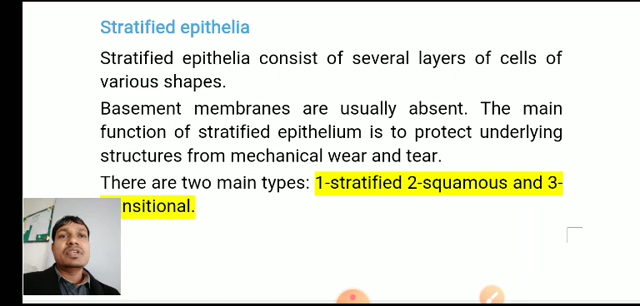 Stratified epithelia
Stratified epithelia consist of several layers of cells of
various shapes.
Basement membranes are usually absent. The main
function of stratified epithelium is to protect underlying
structures from mechanical wear and tear.
There are two main types: 1-stratified 2-squamous and 3-
nsitional.